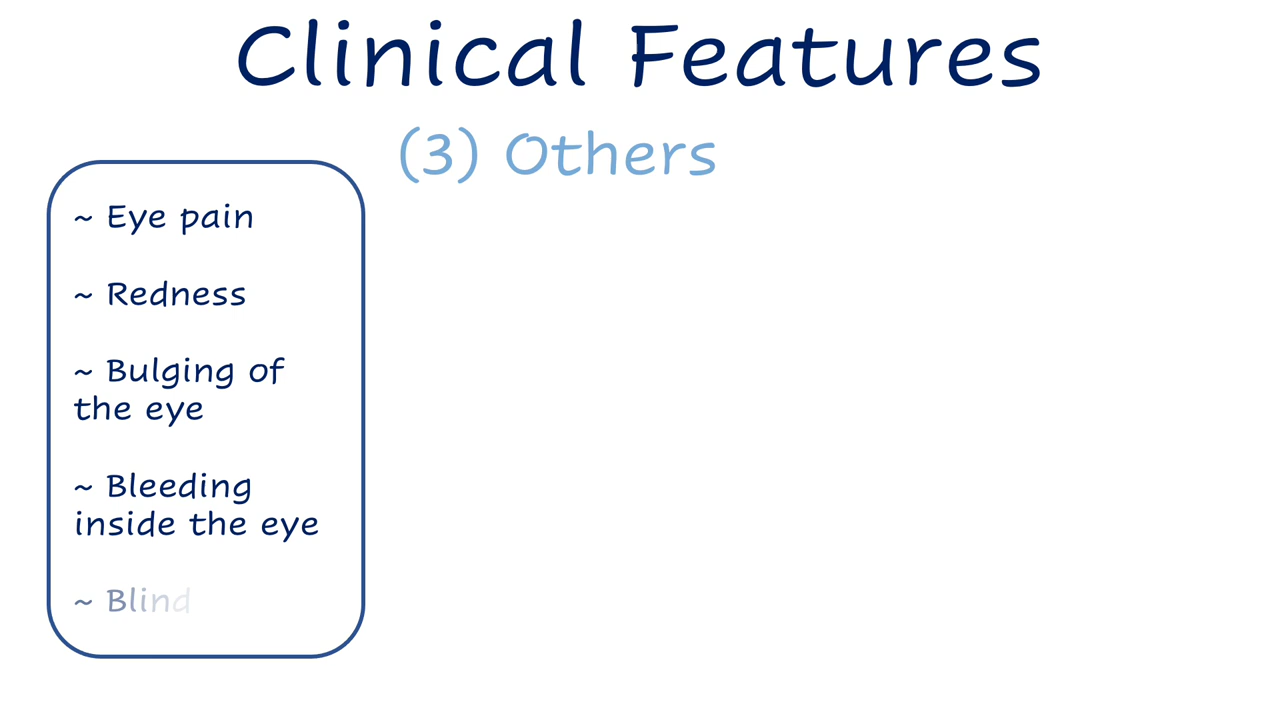 Clinical Features
(3) Others
~ Eye pain
~ Redness
~ Bulging of
the eye
~ Bleeding
inside the eye
~ Blind